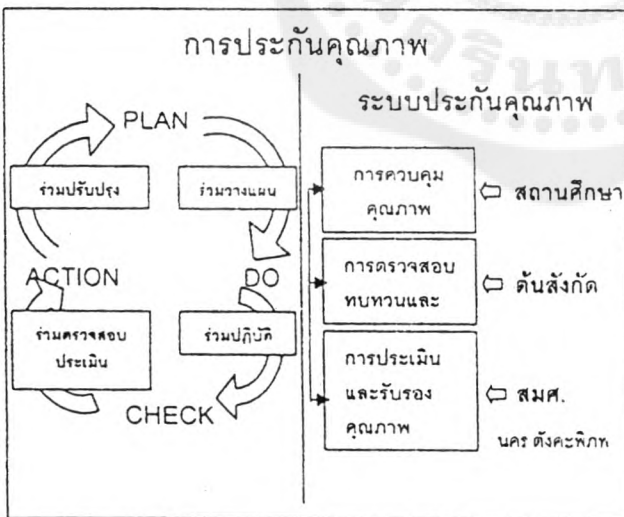 การประกันคุณภาพ
PLAN
ร่วมปรับปรุง
ร่วมวางแผน
ACTION
DO
ร่วมตรวจสอบ
ประเมิน
ร่วมปฏิบัติ
CHECK
ระบบประกันคุณภาพ
การควบคุม
คุณภาพ
สถานศึกษา
การตรวจสอบ
ทบทวนและ
ต้นสังกัด
การประเมิน
และรับรอง
คุณภาพ
สมศ.
นคร ตังคะพิภพ